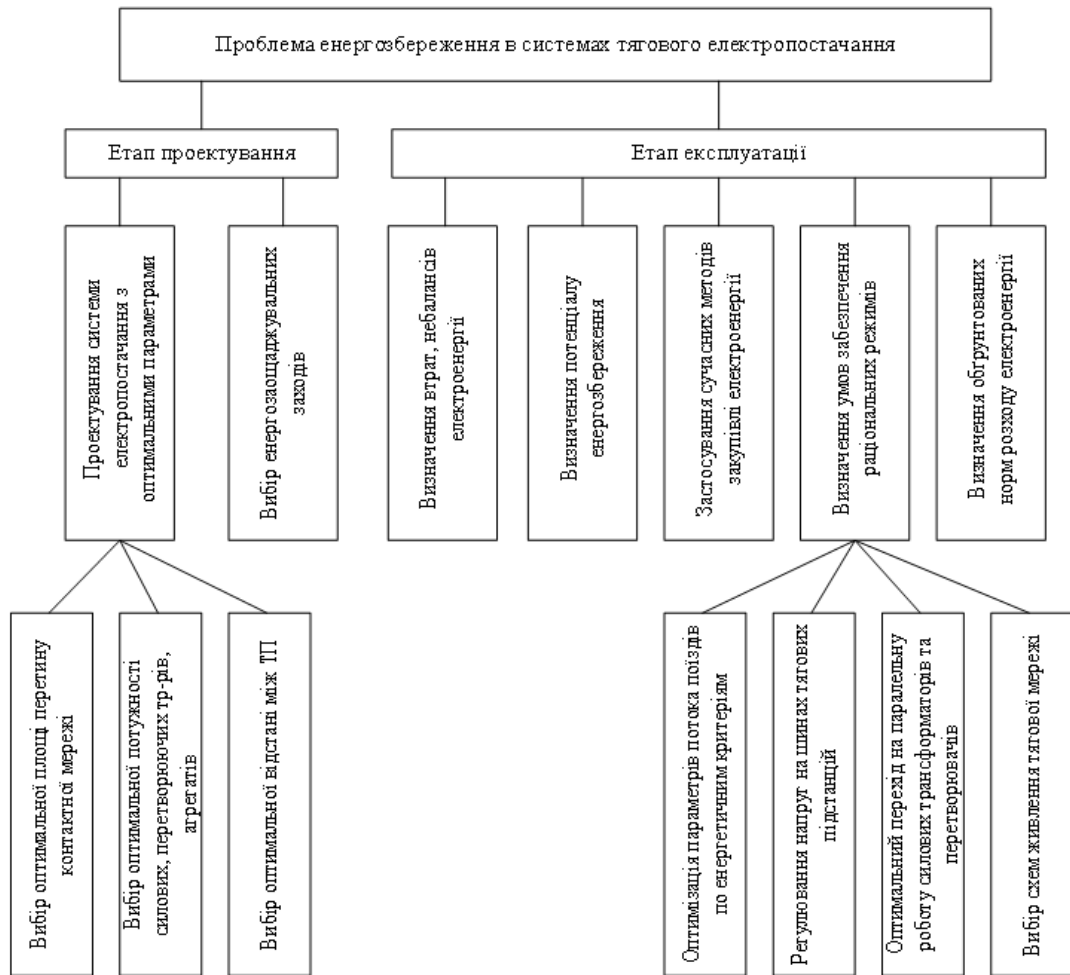 Проблема енергозбереження в системах тягового електропостачання
Етап проектування
Етап експлуатації
Проектування системи
електропостачання з
оптимальними параметрами
Вибір енергозаощаджувальних
заходів
Визначення втрат, небалансів
електроенергії
Визначення потенціалу
енергозбереження
Застосування сучасних методів
закупівлі електроенергії
Визначення умов забезпечення
раціональних режимів
Визначення обґрунтованих
норм розходу електроенергії
Вибір оптимальної площі перетину
контактної мережі
Вибір оптимальної потужності
силових, перетворюючих тр-рів,
агрегатів
Вибір оптимальної відстані між ТП
Оптимізація параметрів потока поїздів
по енергетичним критеріям
Регулювання напруг на шинах тягових
підстанцій
Оптимальний перехід на паралельну
роботу силових трансформаторів та
перетворювачів
Вибір схем живлення тягової мережі